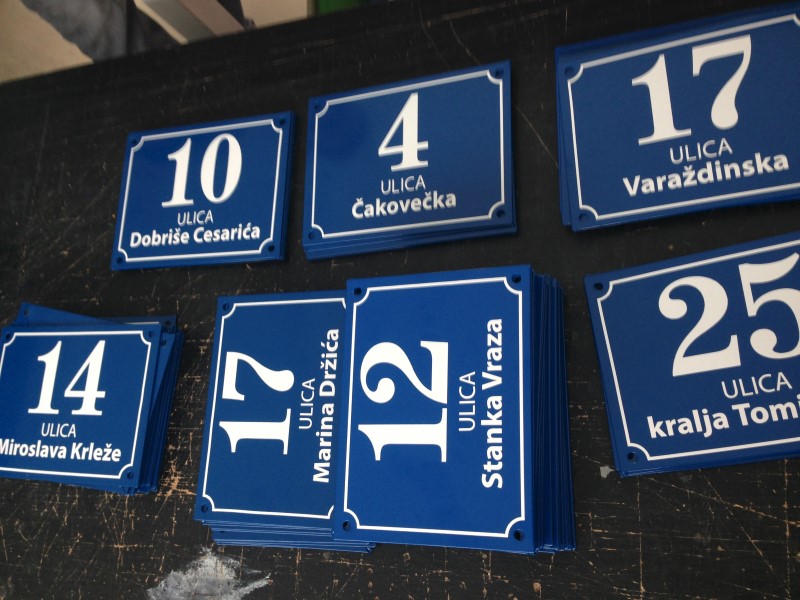 10
ULICA
Dobriše Cesarića
4
ULICA
Čakovečka
17
ULICA
Varaždinska
14
ULICA
Miroslava Krleže
17
ULICA
Marina Držića
12
ULICA
Stanka Vraza
25
ULICA
kralja